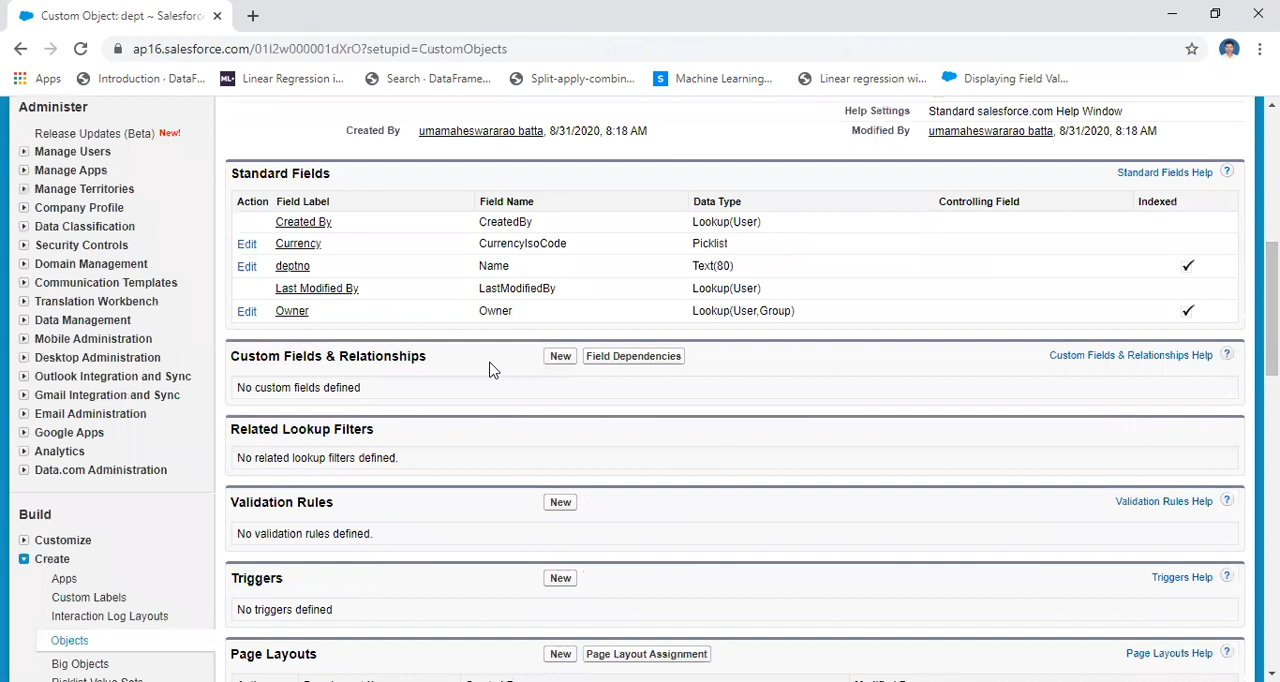 Custom Object: dept ~ Salesforc
ap16.salesforce.com/01I2w000001dXrO?setupid=CustomObjects
Apps Introduction · DataF... ML+ Linear Regression i... Search · DataFrame... Split-apply-combin... S Machine Learning... Linear regression wi... Displaying Field Val...
Administer
Release Updates (Beta) New!
Manage Users
Manage Apps
Manage Territories
Company Profile
Data Classification
Security Controls
Domain Management
Communication Templates
Translation Workbench
Data Management
Mobile Administration
Desktop Administration
Outlook Integration and Sync
Gmail Integration and Sync
Email Administration
Google Apps
Analytics
Data.com Administration
Build
Customize
Create
Apps
Custom Labels
Interaction Log Layouts
Objects
Big Objects
Picklist Value Sets
Help Settings Standard salesforce.com Help Window
Created By umamaheswararao batta, 8/31/2020, 8:18 AM Modified By umamaheswararao batta, 8/31/2020, 8:18 AM
Standard Fields Standard Fields Help ?
Action Field Label Field Name Data Type Controlling Field Indexed
Created By CreatedBy Lookup(User)
Edit Currency CurrencyIsoCode Picklist
Edit deptno Name Text(80) ✓
Last Modified By LastModifiedBy Lookup(User)
Edit Owner Owner Lookup(User,Group) ✓
Custom Fields & Relationships New Field Dependencies Custom Fields & Relationships Help ?
No custom fields defined
Related Lookup Filters
No related lookup filters defined.
Validation Rules New Validation Rules Help ?
No validation rules defined.
Triggers New Triggers Help ?
No triggers defined
Page Layouts New Page Layout Assignment Page Layouts Help ?